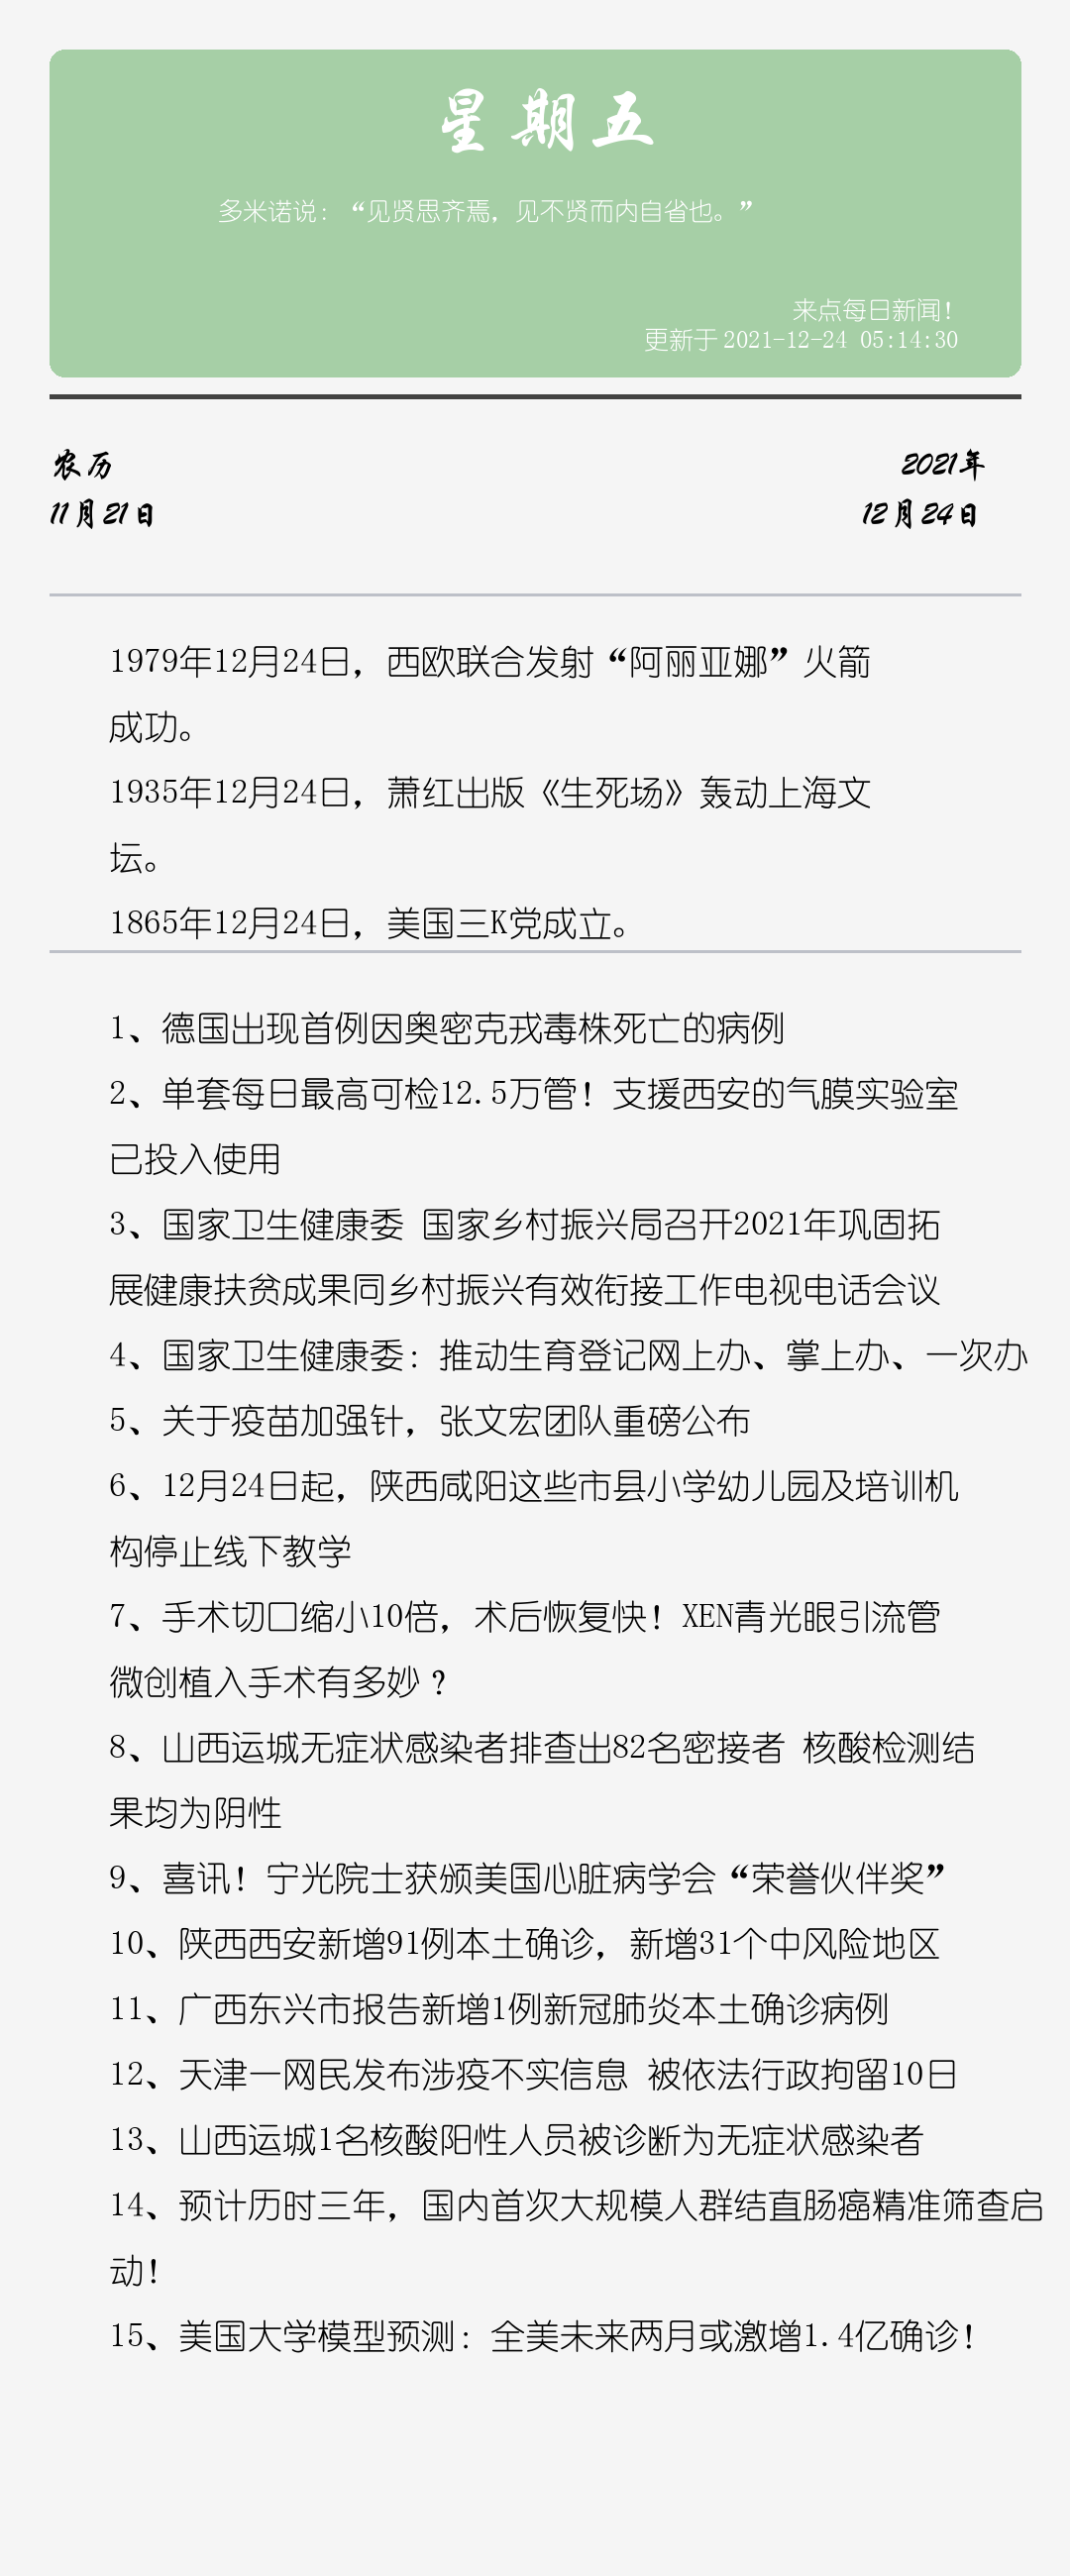 星期五
多米诺说：“见贤思齐焉，见不贤而内自省也。”
来点每日新闻！
更新于 2021-12-24 05:14:30
农历
2021年
11月21日
12月24日
1979年12月24日，西欧联合发射“阿丽亚娜”火箭
成功。
1935年12月24日，萧红出版《生死场》轰动上海文
坛。
1865年12月24日，美国三K党成立。
1、德国出现首例因奥密克戎毒株死亡的病例
2、单套每日最高可检12.5万管！支援西安的气膜实验室
已投入使用
3、国家卫生健康委 国家乡村振兴局召开2021年巩固拓
展健康扶贫成果同乡村振兴有效衔接工作电视电话会议
4、国家卫生健康委：推动生育登记网上办、掌上办、一次办
5、关于疫苗加强针，张文宏团队重磅公布
6、12月24日起，陕西咸阳这些市县小学幼儿园及培训机
构停止线下教学
7、手术切口缩小10倍，术后恢复快！XEN青光眼引流管
微创植入手术有多妙？
8、山西运城无症状感染者排查出82名密接者 核酸检测结
果均为阴性
9、喜讯！宁光院士获颁美国心脏病学会“荣誉伙伴奖”
10、陕西西安新增91例本土确诊，新增31个中风险地区
11、广西东兴市报告新增1例新冠肺炎本土确诊病例
12、天津一网民发布涉疫不实信息 被依法行政拘留10日
13、山西运城1名核酸阳性人员被诊断为无症状感染者
14、预计历时三年，国内首次大规模人群结直肠癌精准筛查启
动！
15、美国大学模型预测：全美未来两月或激增1.4亿确诊！